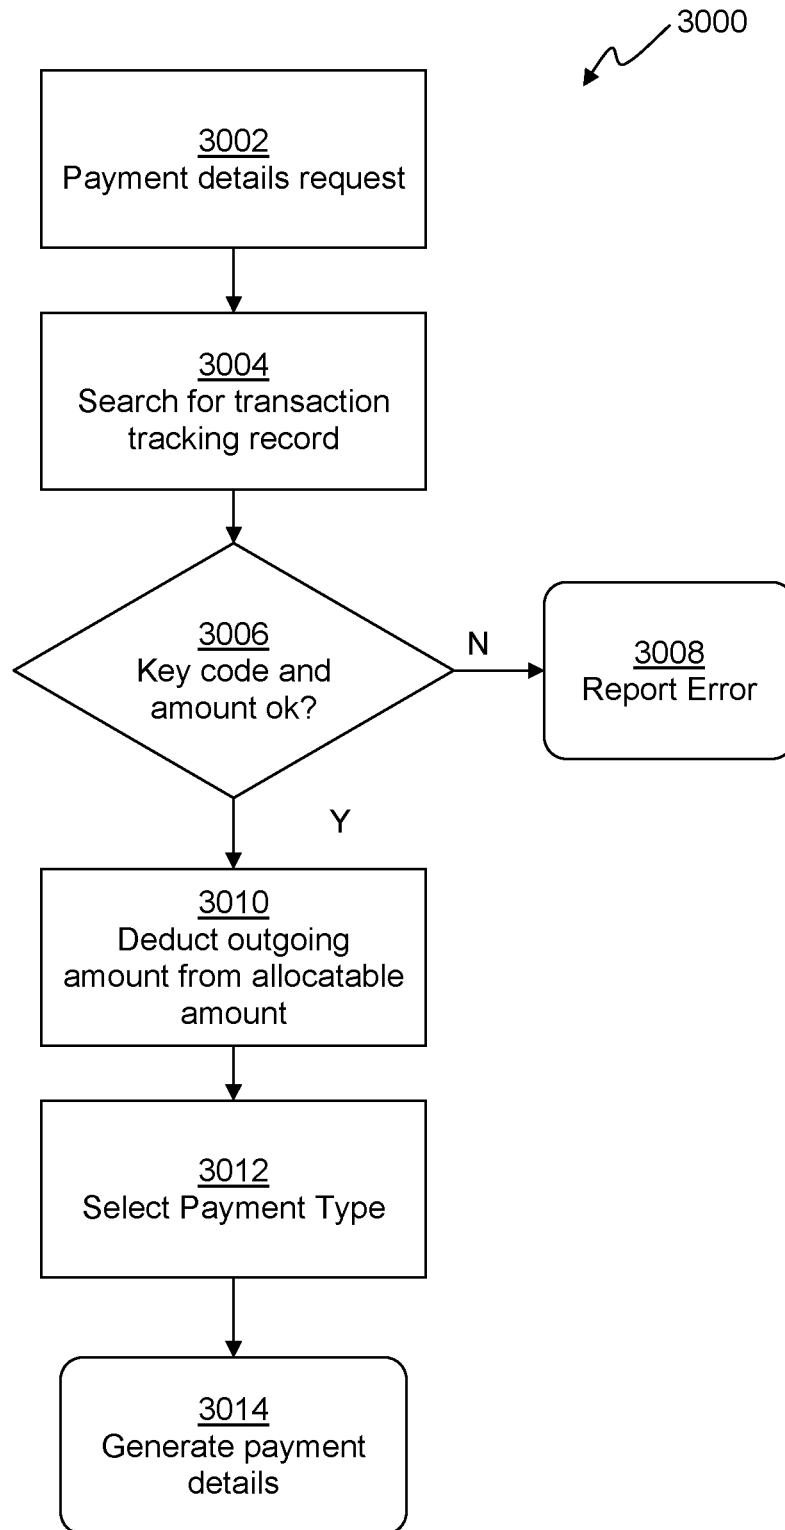 3000
3002
Payment details request
3004
Search for transaction
tracking record
3006
Key code and
amount ok?
N
3008
Report Error
Y
3010
Deduct outgoing
amount from allocatable
amount
3012
Select Payment Type
3014
Generate payment
details